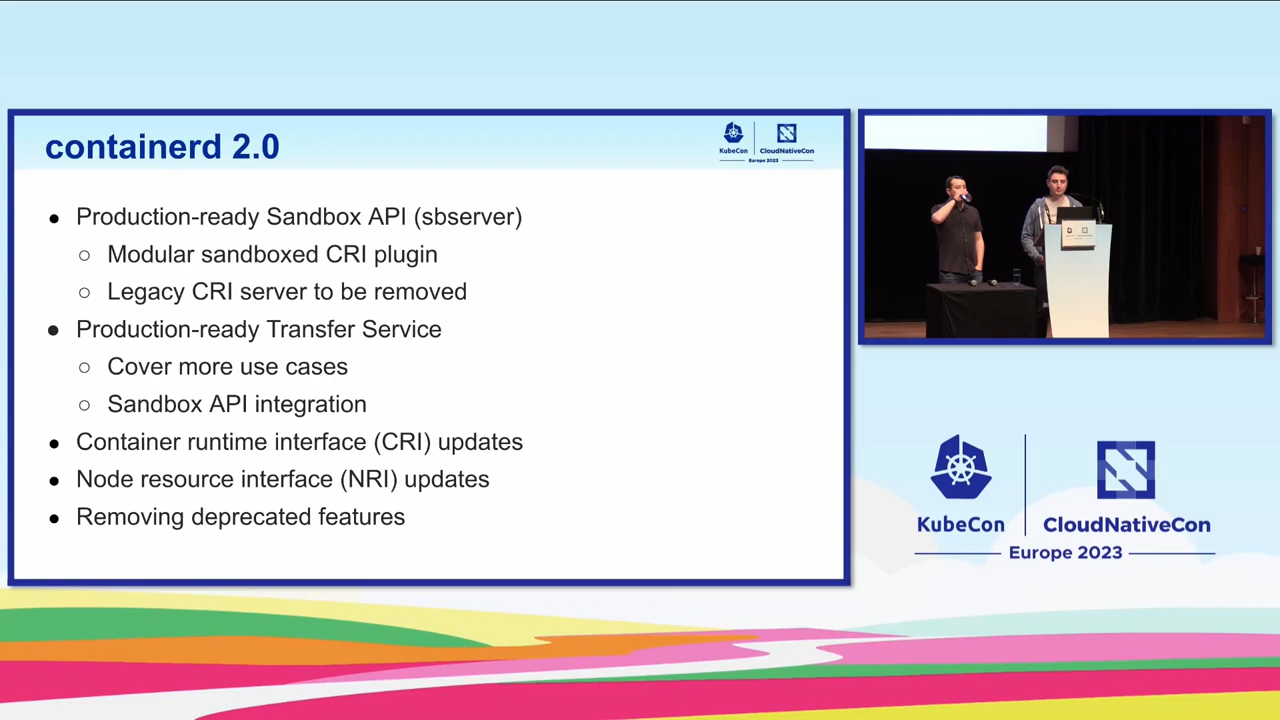 containerd 2.0
KubeCon
CloudNativeCon
Europe 2023
● Production-ready Sandbox API (sbserver)
○ Modular sandboxed CRI plugin
○ Legacy CRI server to be removed
● Production-ready Transfer Service
○ Cover more use cases
○ Sandbox API integration
● Container runtime interface (CRI) updates
● Node resource interface (NRI) updates
● Removing deprecated features
KubeCon
CloudNativeCon
Europe 2023